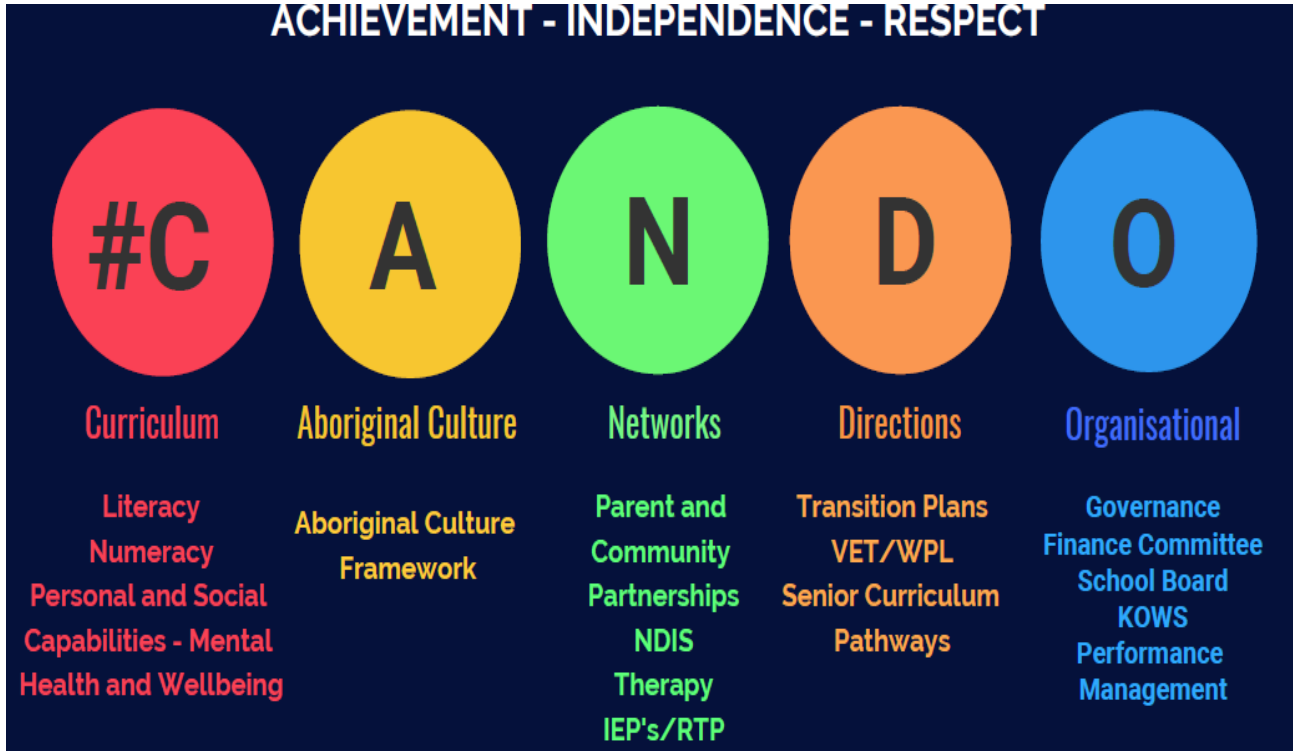 ACHIEVEMENT - INDEPENDENCE - RESPECT
#C
A
N
D
O
Curriculum
Aboriginal Culture
Networks
Directions
Organisational
Literacy
Numeracy
Personal and Social
Capabilities - Mental
Health and Wellbeing
Aboriginal Culture
Framework
Parent and
Community
Partnerships
NDIS
Therapy
IEP's/RTP
Transition Plans
VET/WPL
Senior Curriculum
Pathways
Governance
Finance Committee
School Board
KOWS
Performance
Management